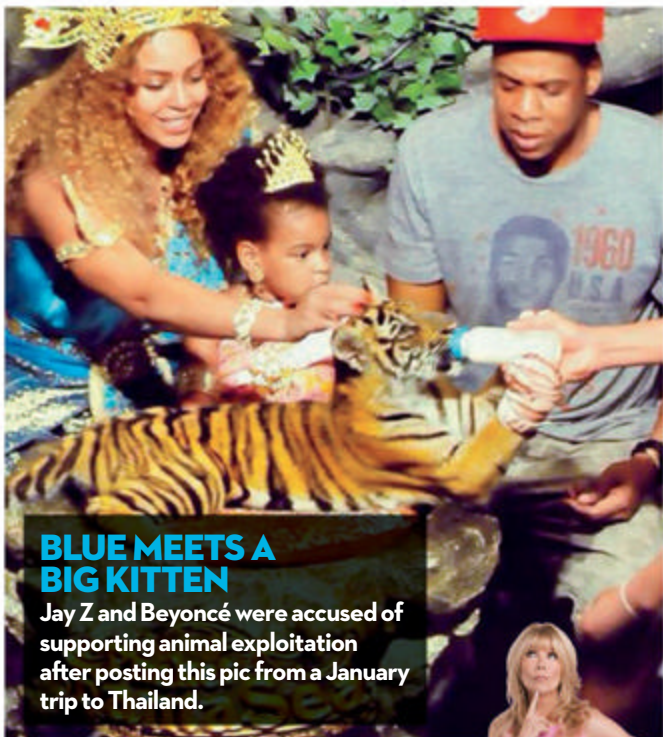 1960
U.S.A.
BLUE MEETS A
BIG KITTEN
Jay Z and Beyoncé were accused of
supporting animal exploitation
after posting this pic from a January
trip to Thailand.